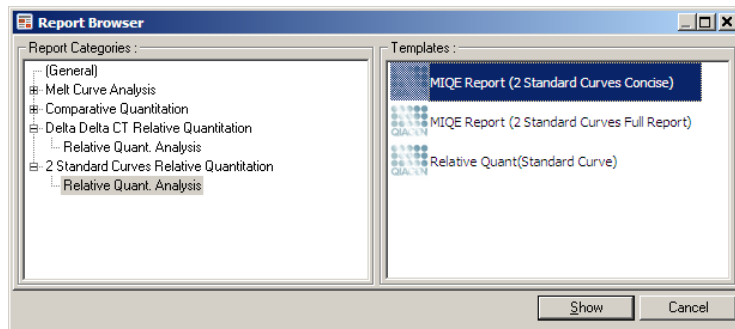 Report Browser
Report Categories :
(General)
Melt Curve Analysis
Comparative Quantitation
Delta Delta CT Relative Quantitation
Relative Quant. Analysis
2 Standard Curves Relative Quantitation
Relative Quant. Analysis
Templates :
MIQE Report (2 Standard Curves Concise)
QIAGEN MIQE Report (2 Standard Curves Full Report)
QIAGEN Relative Quant(Standard Curve)
Show
Cancel